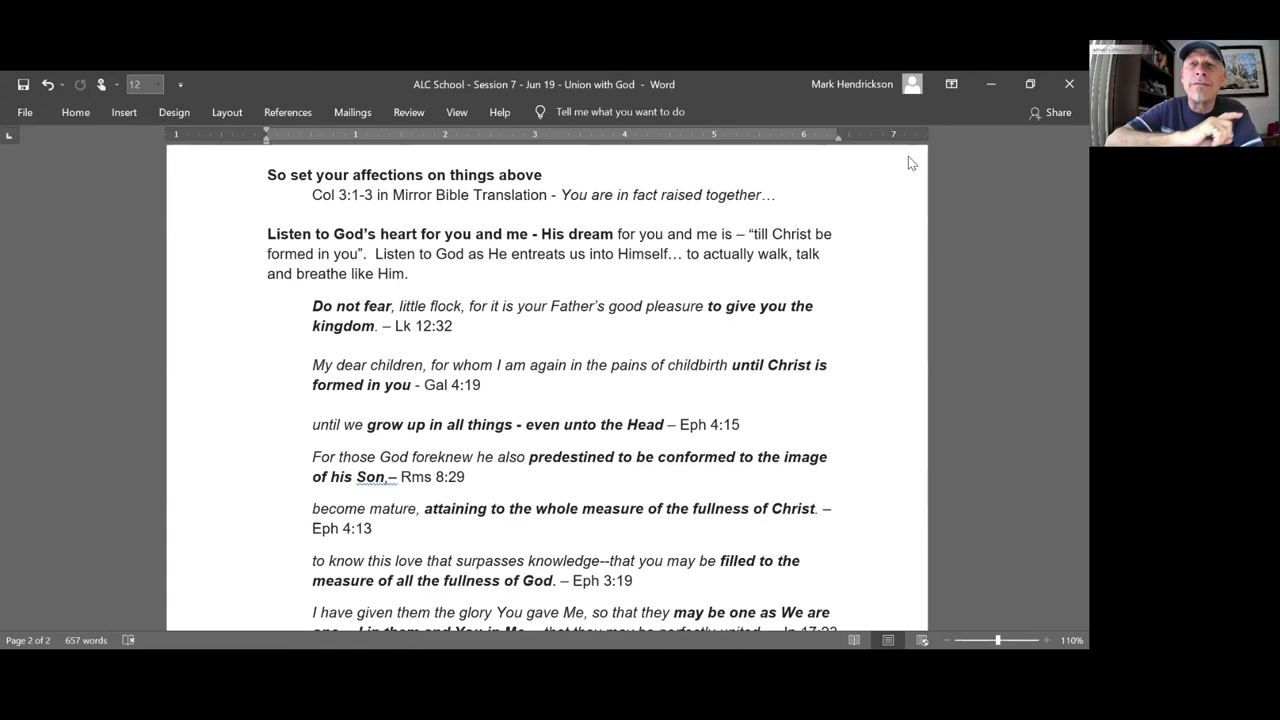 12
ALC School - Session 7 - Jun 19 - Union with God - Word
Mark Hendrickson
File Home Insert Design Layout References Mailings Review View Help Tell me what you want to do Share
1 1 2 3 4 5 6 7
So set your affections on things above
Col 3:1-3 in Mirror Bible Translation - You are in fact raised together…
Listen to God’s heart for you and me - His dream for you and me is – “till Christ be
formed in you”. Listen to God as He entreats us into Himself… to actually walk, talk
and breathe like Him.
Do not fear, little flock, for it is your Father’s good pleasure to give you the
kingdom. – Lk 12:32
My dear children, for whom I am again in the pains of childbirth until Christ is
formed in you - Gal 4:19
until we grow up in all things - even unto the Head – Eph 4:15
For those God foreknew he also predestined to be conformed to the image
of his Son,– Rms 8:29
become mature, attaining to the whole measure of the fullness of Christ. –
Eph 4:13
to know this love that surpasses knowledge--that you may be filled to the
measure of all the fullness of God. – Eph 3:19
I have given them the glory You gave Me, so that they may be one as We are
Page 2 of 2 657 words 110%